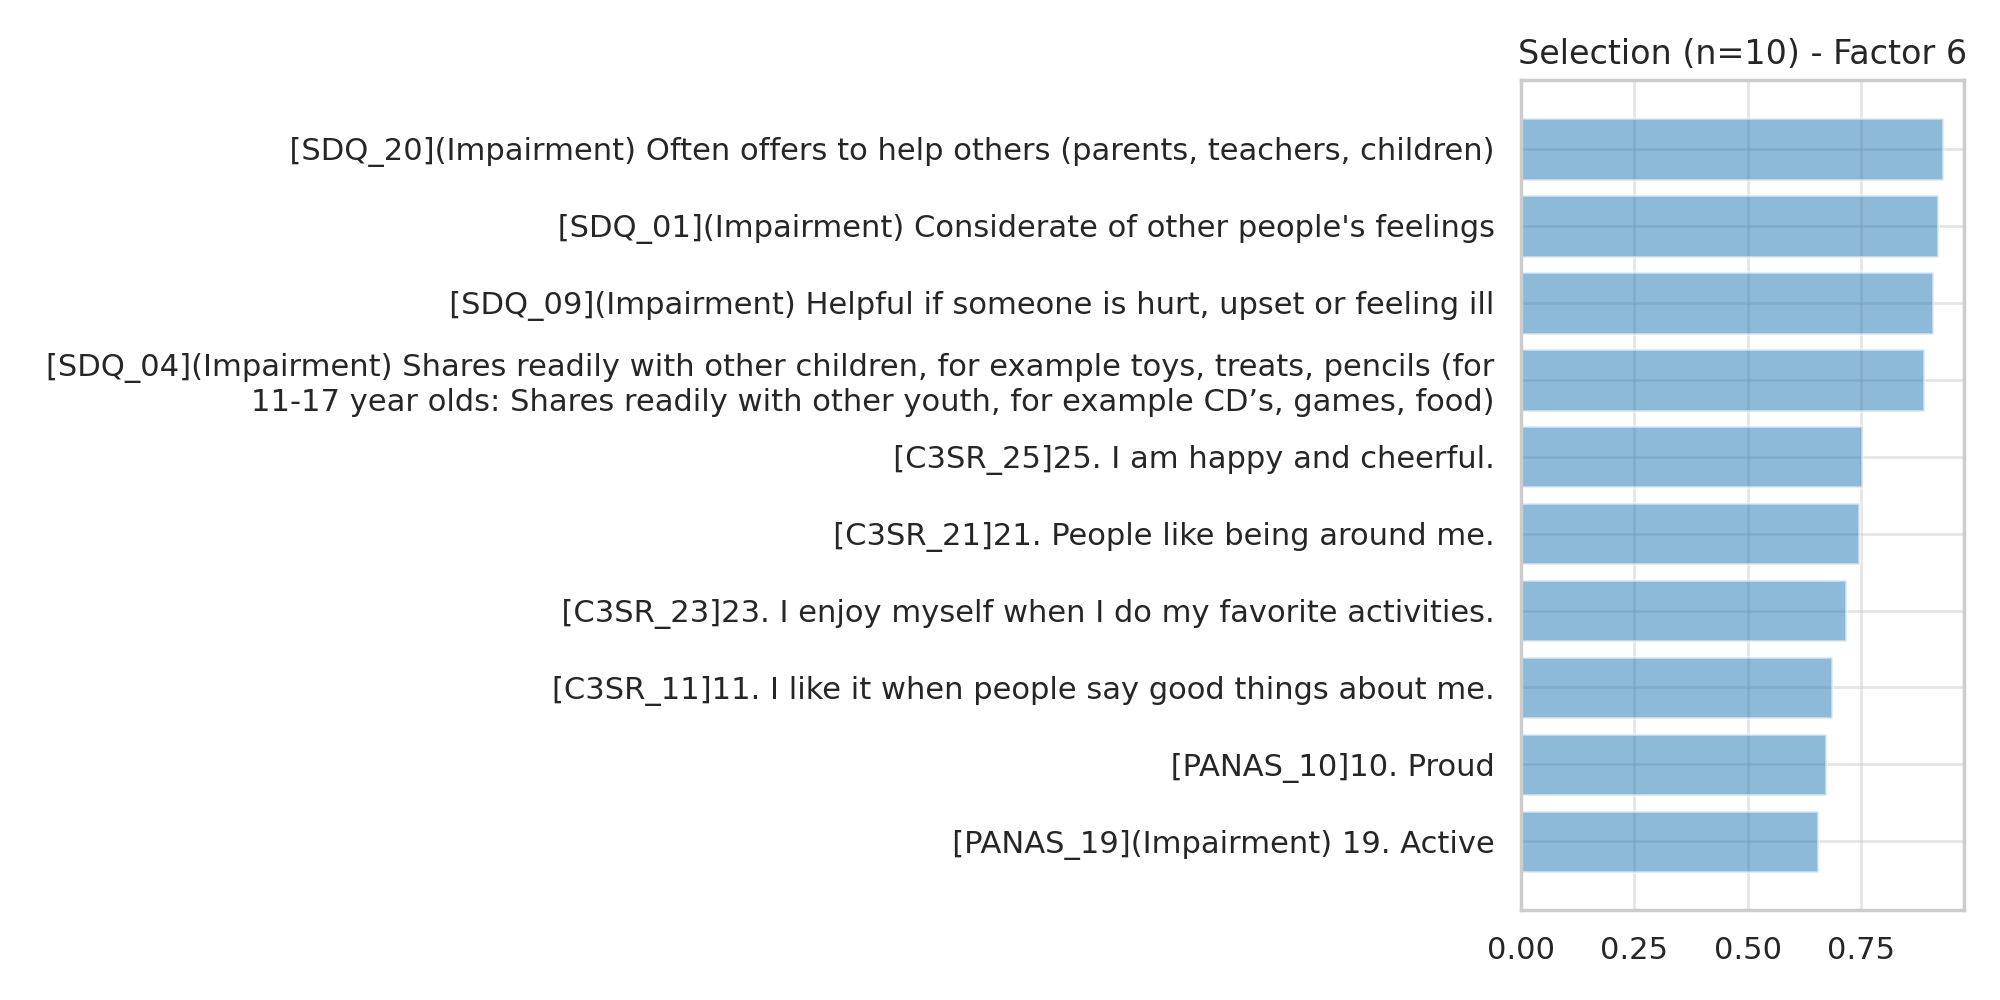 Selection (n=10) - Factor 6
[SDQ_20](Impairment) Often offers to help others (parents, teachers, children)
[SDQ_01](Impairment) Considerate of other people's feelings
[SDQ_09](Impairment) Helpful if someone is hurt, upset or feeling ill
[SDQ_04](Impairment) Shares readily with other children, for example toys, treats, pencils (for
11-17 year olds: Shares readily with other youth, for example CD’s, games, food)
[C3SR_25]25. I am happy and cheerful.
[C3SR_21]21. People like being around me.
[C3SR_23]23. I enjoy myself when I do my favorite activities.
[C3SR_11]11. I like it when people say good things about me.
[PANAS_10]10. Proud
[PANAS_19](Impairment) 19. Active
0.00 0.25 0.50 0.75